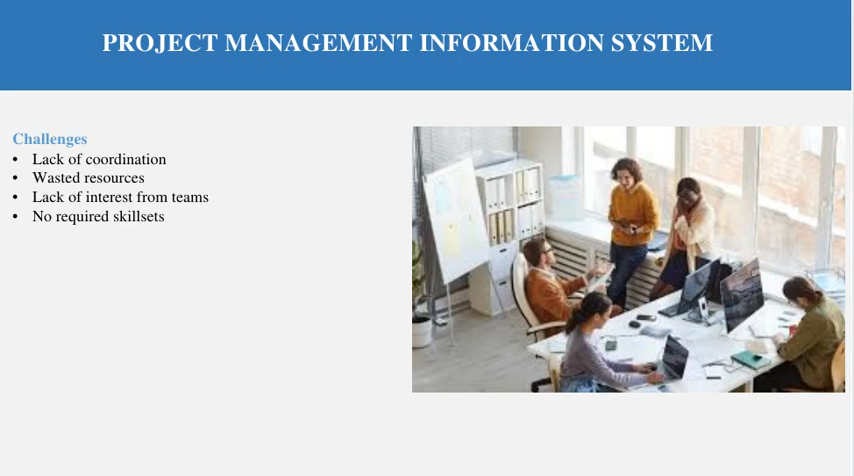 PROJECT MANAGEMENT INFORMATION SYSTEM
Challenges
• Lack of coordination
• Wasted resources
• Lack of interest from teams
• No required skillsets